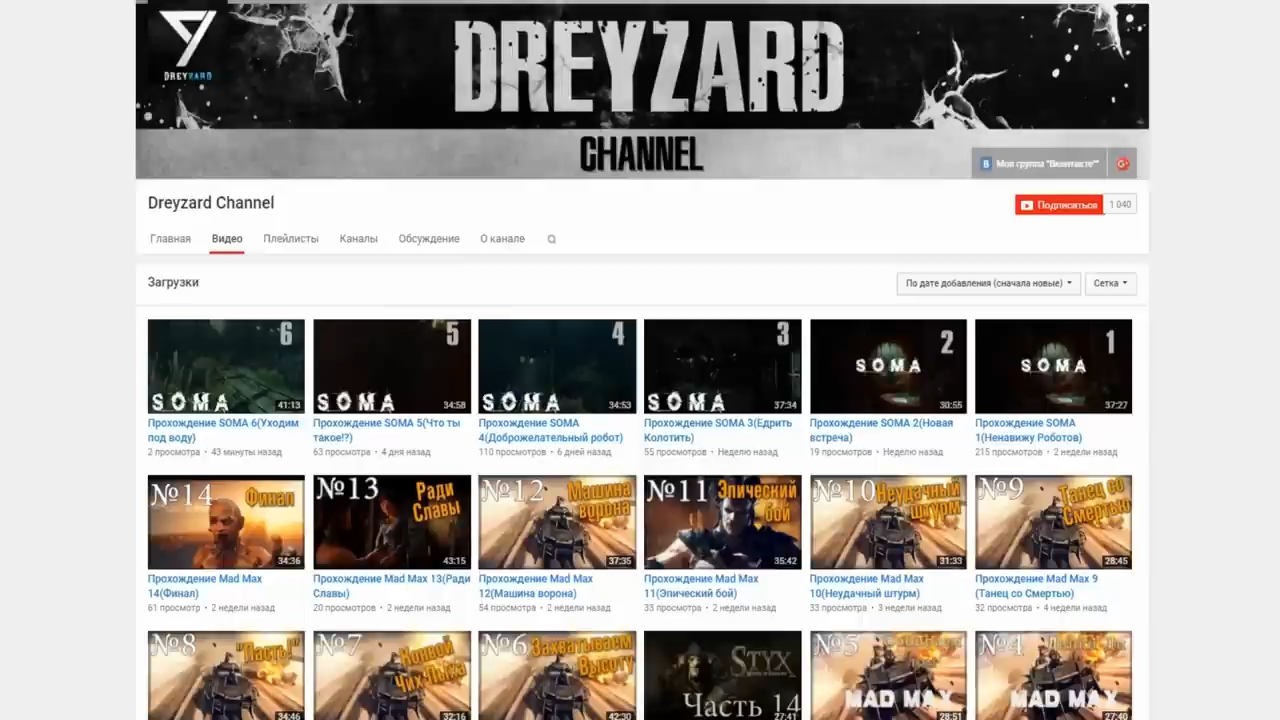 DREYZARD
DREYZARD
CHANNEL
Моя группа "Вконтакте"
Dreyzard Channel
Подписаться
1 040
Главная
Видео
Плейлисты
Каналы
Обсуждение
О канале
Загрузки
По дате добавления (сначала новые)
Сетка
6
SOMA
41:13
5
SOMA
34:58
4
SOMA
34:53
3
SOMA
37:34
2
SOMA
30:55
1
SOMA
37:27
Прохождение SOMA 6(Уходим
под воду)
2 просмотра • 43 минуты назад
Прохождение SOMA 5(Что ты
такое!?)
63 просмотра • 4 дня назад
Прохождение SOMA
4(Доброжелательный робот)
110 просмотров • 6 дней назад
Прохождение SOMA 3(Едрить
Колотить)
55 просмотров • Неделю назад
Прохождение SOMA 2(Новая
встреча)
19 просмотров • Неделю назад
Прохождение SOMA
1(Ненавижу Роботов)
215 просмотров • 2 недели назад
№14
Финал
34:36
№13
Ради
Славы
43:15
№12
Машина
ворона
37:35
№11
Эпический
бой
35:42
№10
Неудачный
штурм
31:33
№9
Танец со
Смертью
28:45
Прохождение Mad Max
14(Финал)
61 просмотр • 2 недели назад
Прохождение Mad Max 13(Ради
Славы)
20 просмотров • 2 недели назад
Прохождение Mad Max
12(Машина ворона)
54 просмотра • 2 недели назад
Прохождение Mad Max
11(Эпический бой)
33 просмотра • 2 недели назад
Прохождение Mad Max
10(Неудачный штурм)
33 просмотра • 3 недели назад
Прохождение Mad Max 9
(Танец со Смертью)
32 просмотра • 4 недели назад
№8
"Пасть!"
34:46
№7
Конвой
Чих-Пыха
32:16
№6
Захватываем
Высоту
42:30
STYX
Часть 14
27:41
№5
MAD MAX
28:51
№4
MAD MAX
27:40